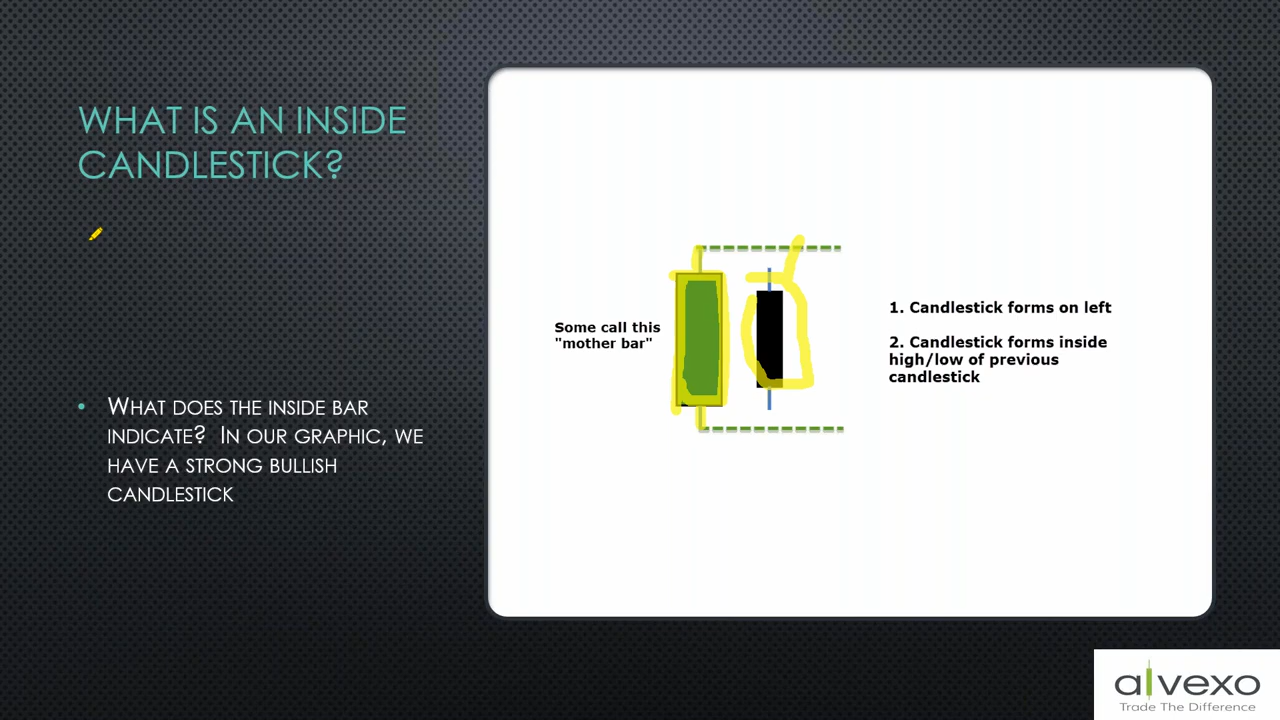 WHAT IS AN INSIDE
CANDLESTICK?
• WHAT DOES THE INSIDE BAR
INDICATE? IN OUR GRAPHIC, WE
HAVE A STRONG BULLISH
CANDLESTICK
Some call this
"mother bar"
1. Candlestick forms on left
2. Candlestick forms inside
high/low of previous
candlestick
alvexo
Trade The Difference